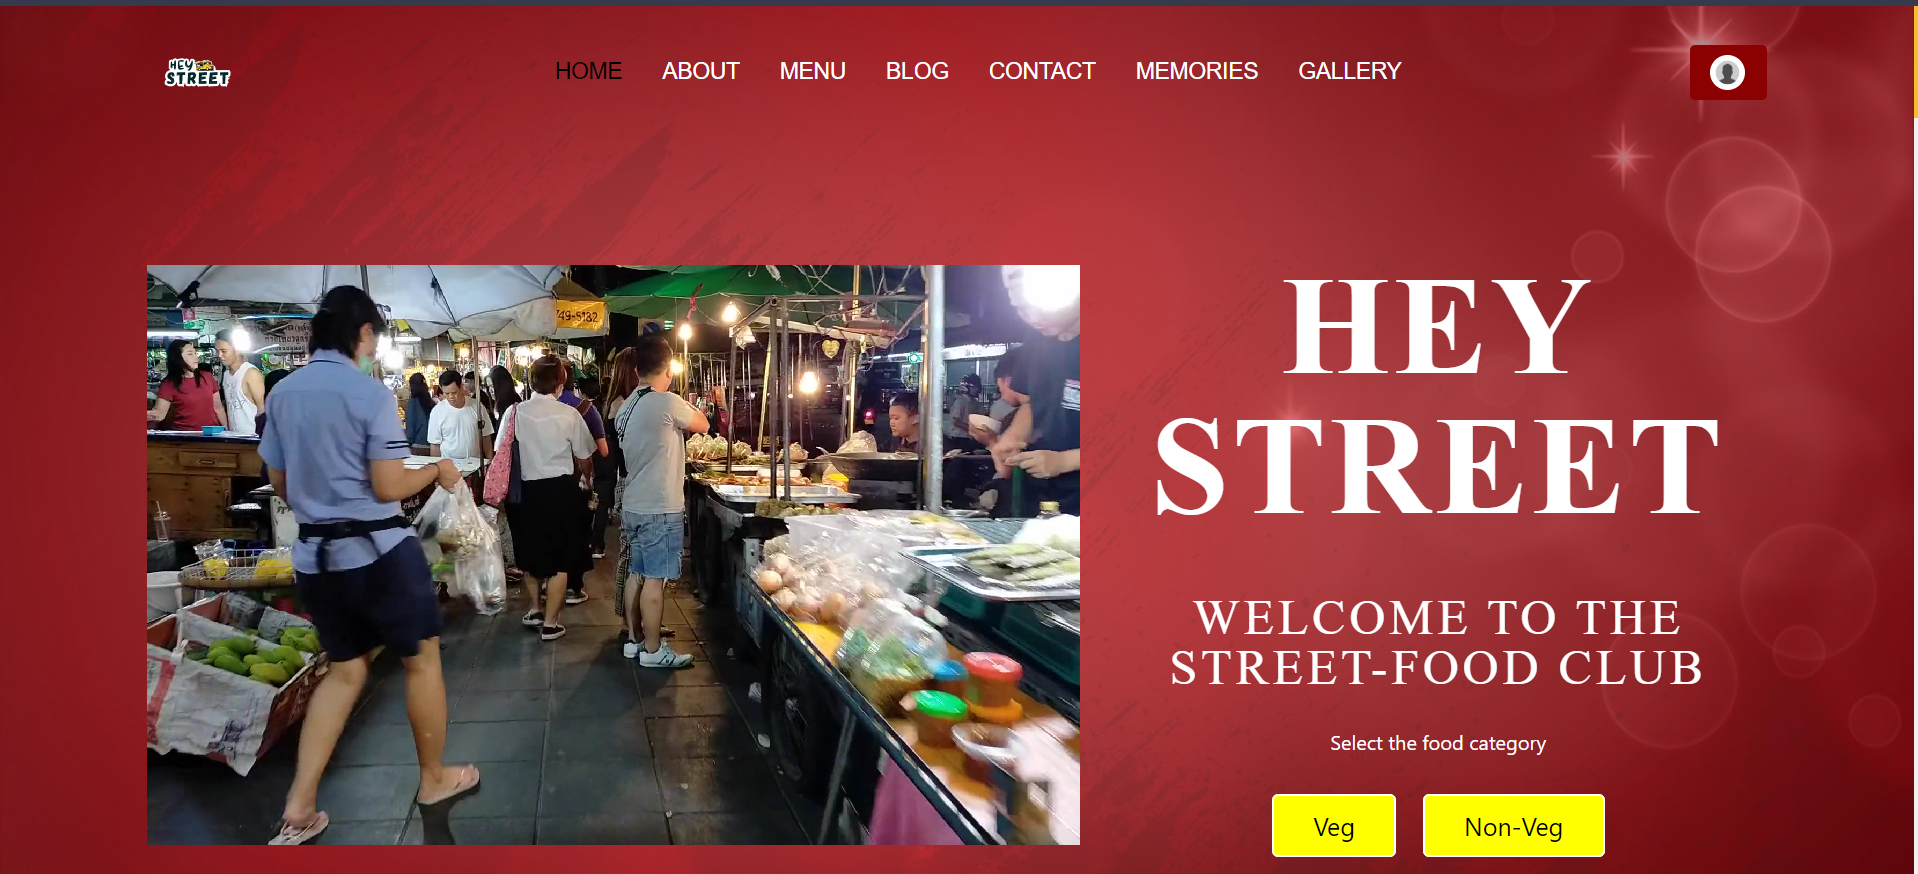 HEY
STREET
HOME ABOUT MENU BLOG CONTACT MEMORIES GALLERY
749-5182
HEY
STREET
WELCOME TO THE
STREET-FOOD CLUB
Select the food category
Veg Non-Veg